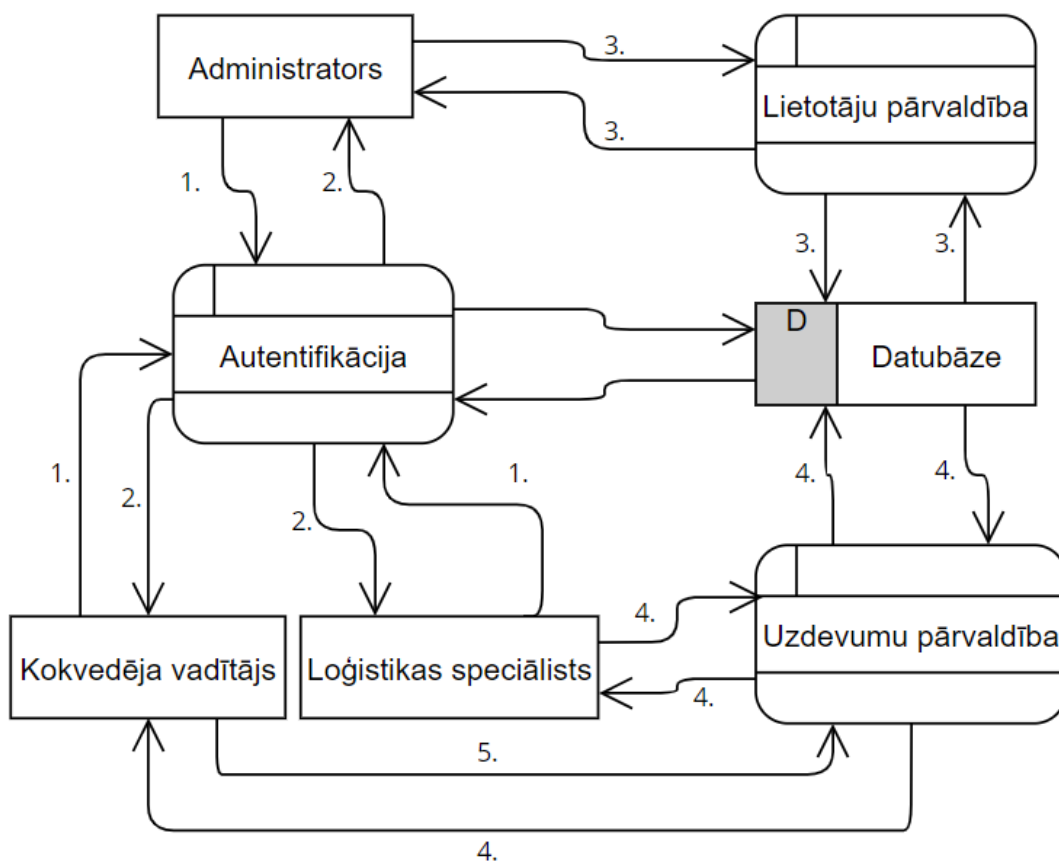 Administrators
3.
Lietotāju pārvaldība
3.
1.
2.
3.
3.
D
Datubāze
Autentifikācija
1.
2.
2.
1.
4.
4.
Kokvedēja vadītājs
Loģistikas speciālists
4.
Uzdevumu pārvaldība
4.
5.
4.